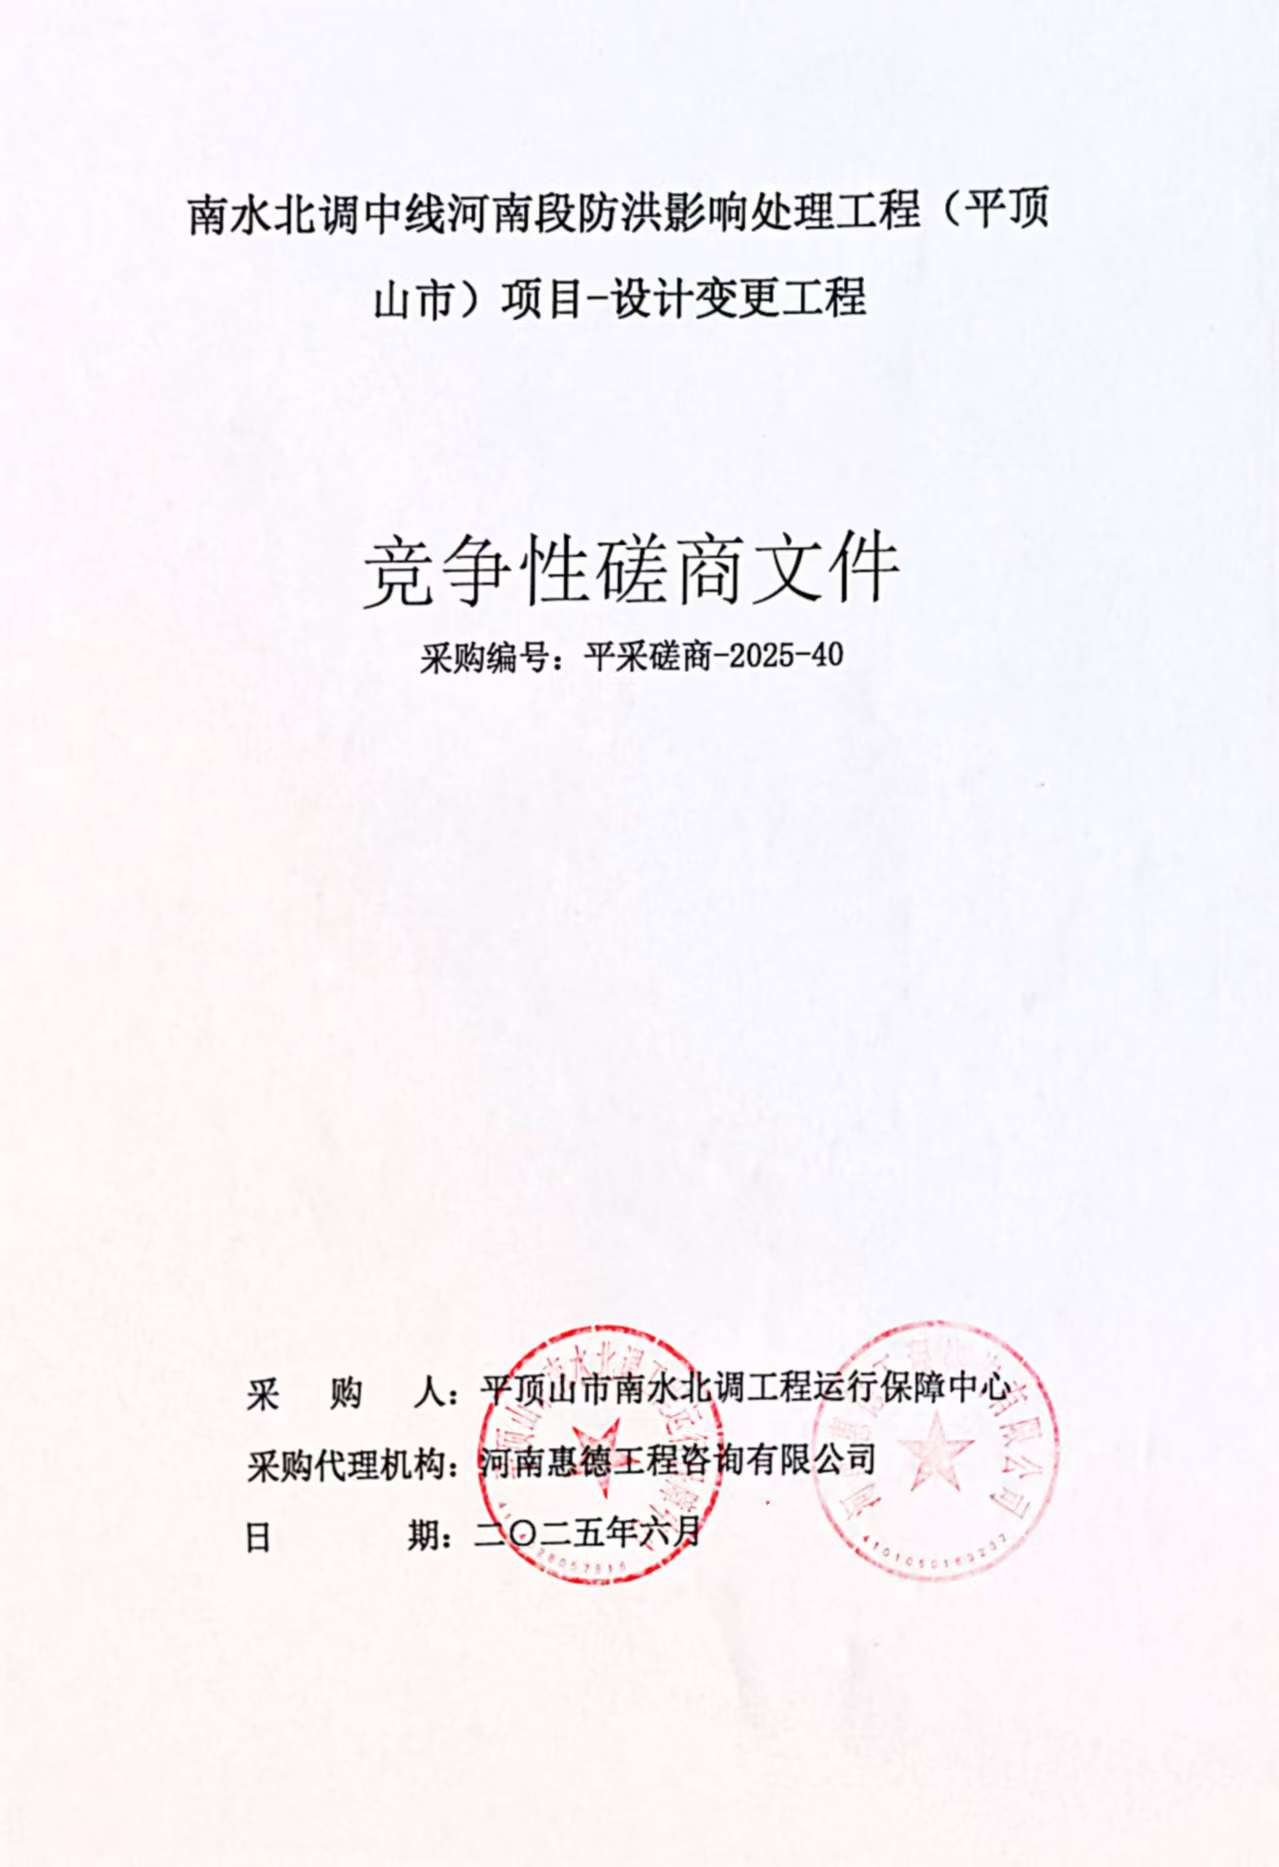 南水北调中线河南段防洪影响处理工程（平顶
山市）项目-设计变更工程
竞争性磋商文件
采购编号：平采磋商-2025-40
采 购 人：平顶山市南水北调工程运行保障中心
采购代理机构：河南惠德工程咨询有限公司
日 期：二〇二五年六月